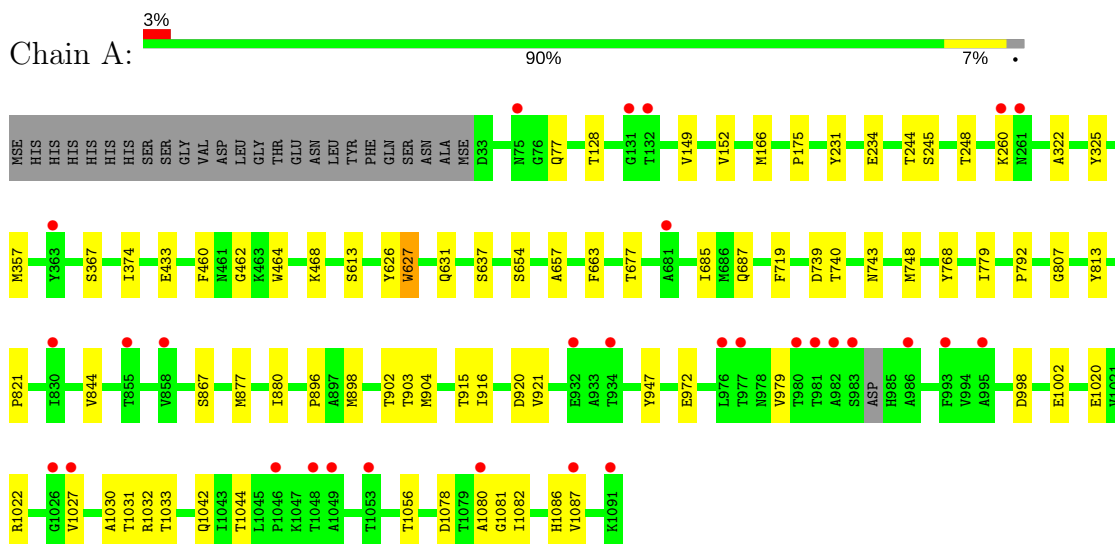 3%
Chain A:
90% 7% •
MSE HIS HIS HIS HIS HIS HIS SER SER GLY VAL ASP LEU GLY THR GLU ASN LEU TYR PHE GLN SER ASN ALA MSE D33 N75 G76 Q77 T128 G131 T132 V149 V152 M166 P175 Y231 E234 T244 S245 T248 K260 N261 A322 Y325
M357 Y363 S367 I374 E433 F460 N461 G462 K463 W464 K468 S613 Y626 W627 Q631 S637 S654 A657 F663 T677 A681 I685 M686 Q687 F719 D739 T740 N743 M748 Y768 I779 P792 G807 Y813
P821 I830 V844 T855 V858 S867 M877 I880 P896 A897 M898 T902 T903 M904 T915 I916 D920 V921 E932 A933 T934 Y947 E972 L976 T977 N978 V979 T980 T981 A982 S983 ASP H985 A986 F993 V994 A995 D998 E1002 E1020 V1021
R1022 G1026 V1027 A1030 T1031 R1032 T1033 Q1042 I1043 T1044 L1045 P1046 K1047 T1048 A1049 T1053 T1056 D1078 T1079 A1080 G1081 I1082 H1086 V1087 K1091